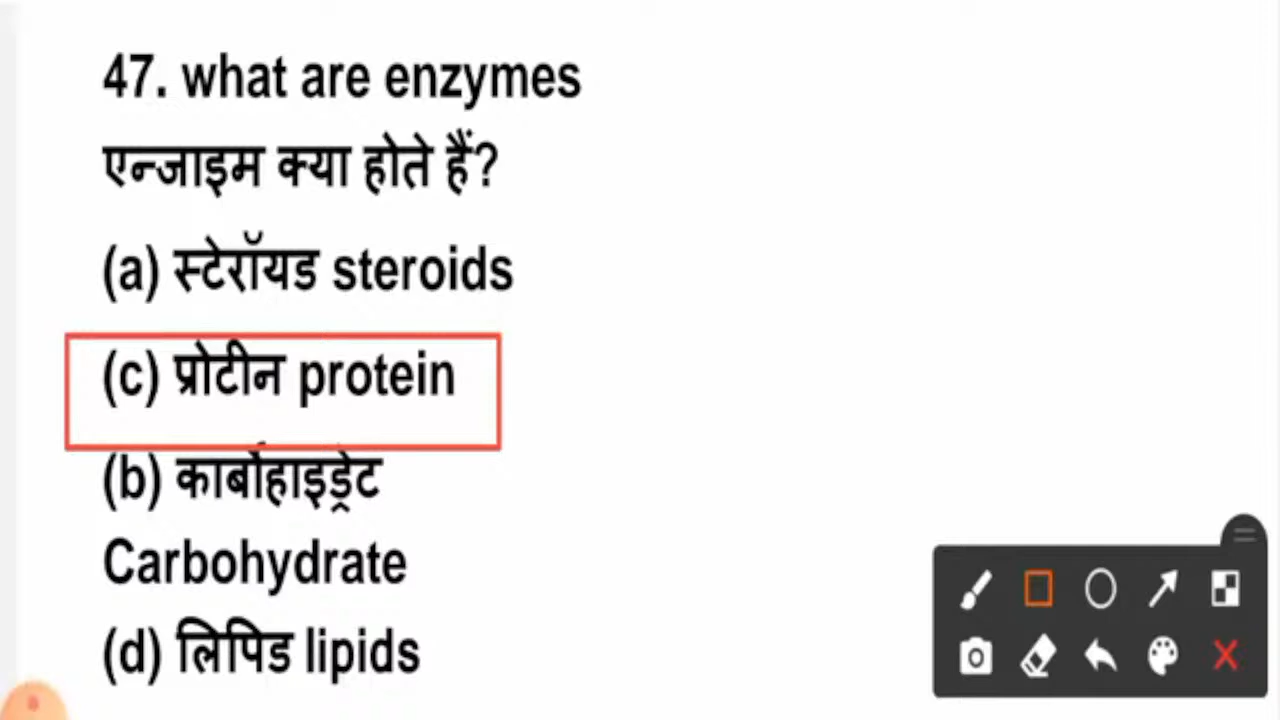 47. what are enzymes
एन्जाइम क्या होते हैं?
(a) स्टेरॉयड steroids
(c) प्रोटीन protein
(b) कार्बोहाइड्रेट
Carbohydrate
(d) लिपिड lipids